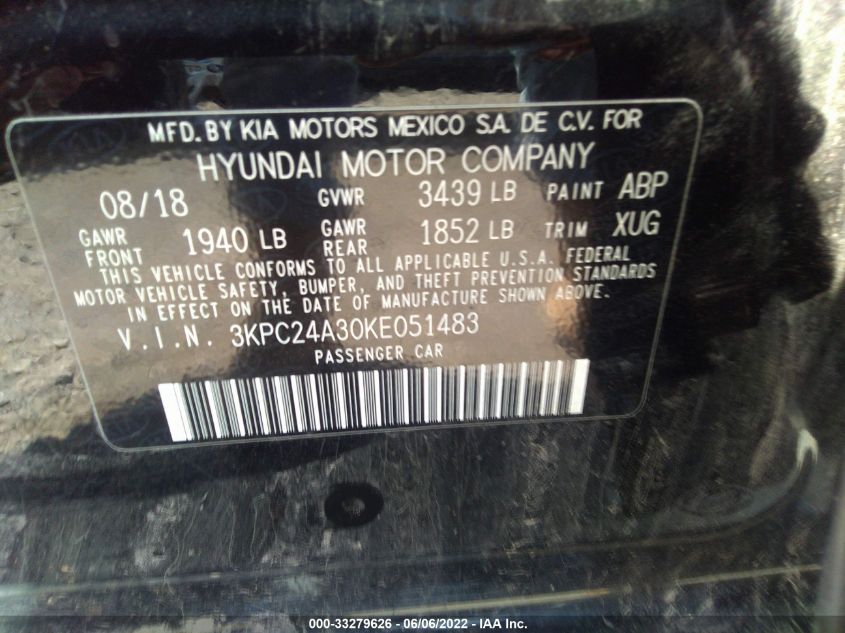 MFD. BY KIA MOTORS MEXICO S.A. DE C.V. FOR
HYUNDAI MOTOR COMPANY
08/18 GVWR 3439 LB PAINT ABP
GAWR FRONT 1940 LB GAWR REAR 1852 LB TRIM XUG
THIS VEHICLE CONFORMS TO ALL APPLICABLE U.S.A. FEDERAL
MOTOR VEHICLE SAFETY, BUMPER, AND THEFT PREVENTION STANDARDS
IN EFFECT ON THE DATE OF MANUFACTURE SHOWN ABOVE.
V.I.N. 3KPC24A30KE051483
PASSENGER CAR
000-33279626 - 06/06/2022 - IAA Inc.